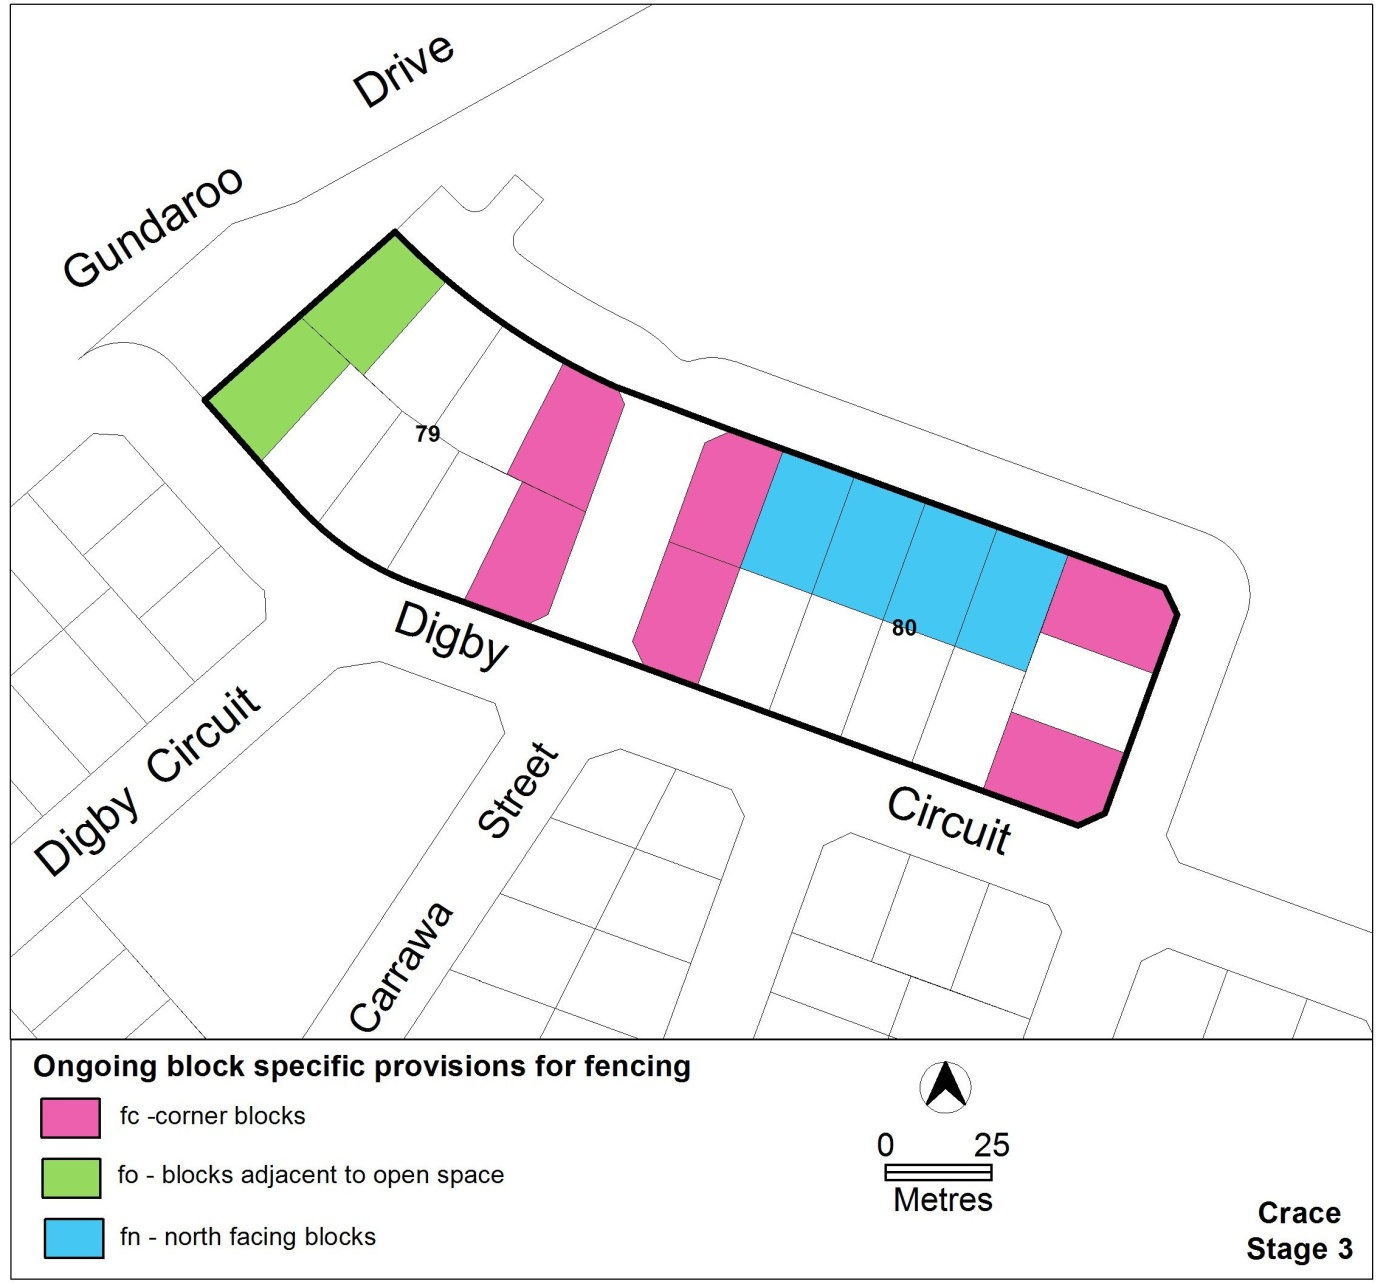 Drive
Gundaroo
79
80
Digby
Circuit
Digby Circuit
Street
Carrawa
Ongoing block specific provisions for fencing
fc -corner blocks
fo - blocks adjacent to open space
fn - north facing blocks
0 25
Metres
Crace
Stage 3